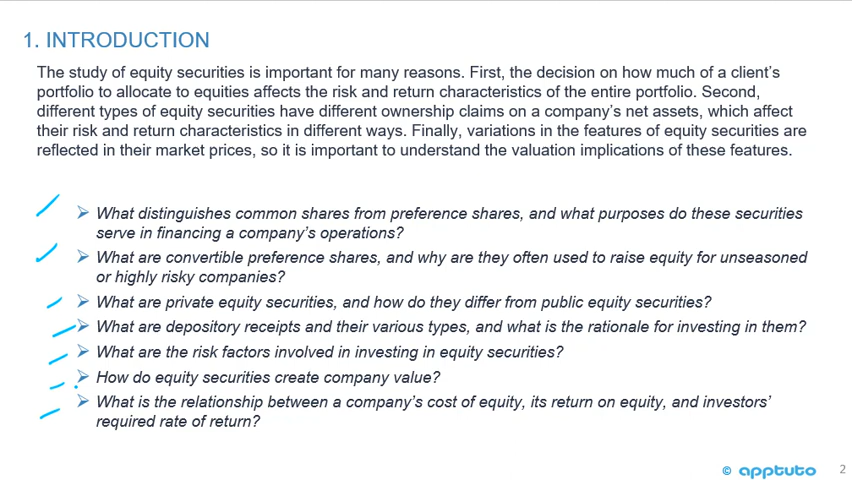 1. INTRODUCTION
The study of equity securities is important for many reasons. First, the decision on how much of a client's
portfolio to allocate to equities affects the risk and return characteristics of the entire portfolio. Second,
different types of equity securities have different ownership claims on a company's net assets, which affect
their risk and return characteristics in different ways. Finally, variations in the features of equity securities are
reflected in their market prices, so it is important to understand the valuation implications of these features.
What distinguishes common shares from preference shares, and what purposes do these securities
serve in financing a company's operations?
What are convertible preference shares, and why are they often used to raise equity for unseasoned
or highly risky companies?
What are private equity securities, and how do they differ from public equity securities?
What are depository receipts and their various types, and what is the rationale for investing in them?
What are the risk factors involved in investing in equity securities?
How do equity securities create company value?
What is the relationship between a company's cost of equity, its return on equity, and investors'
required rate of return?
© apptuto 2